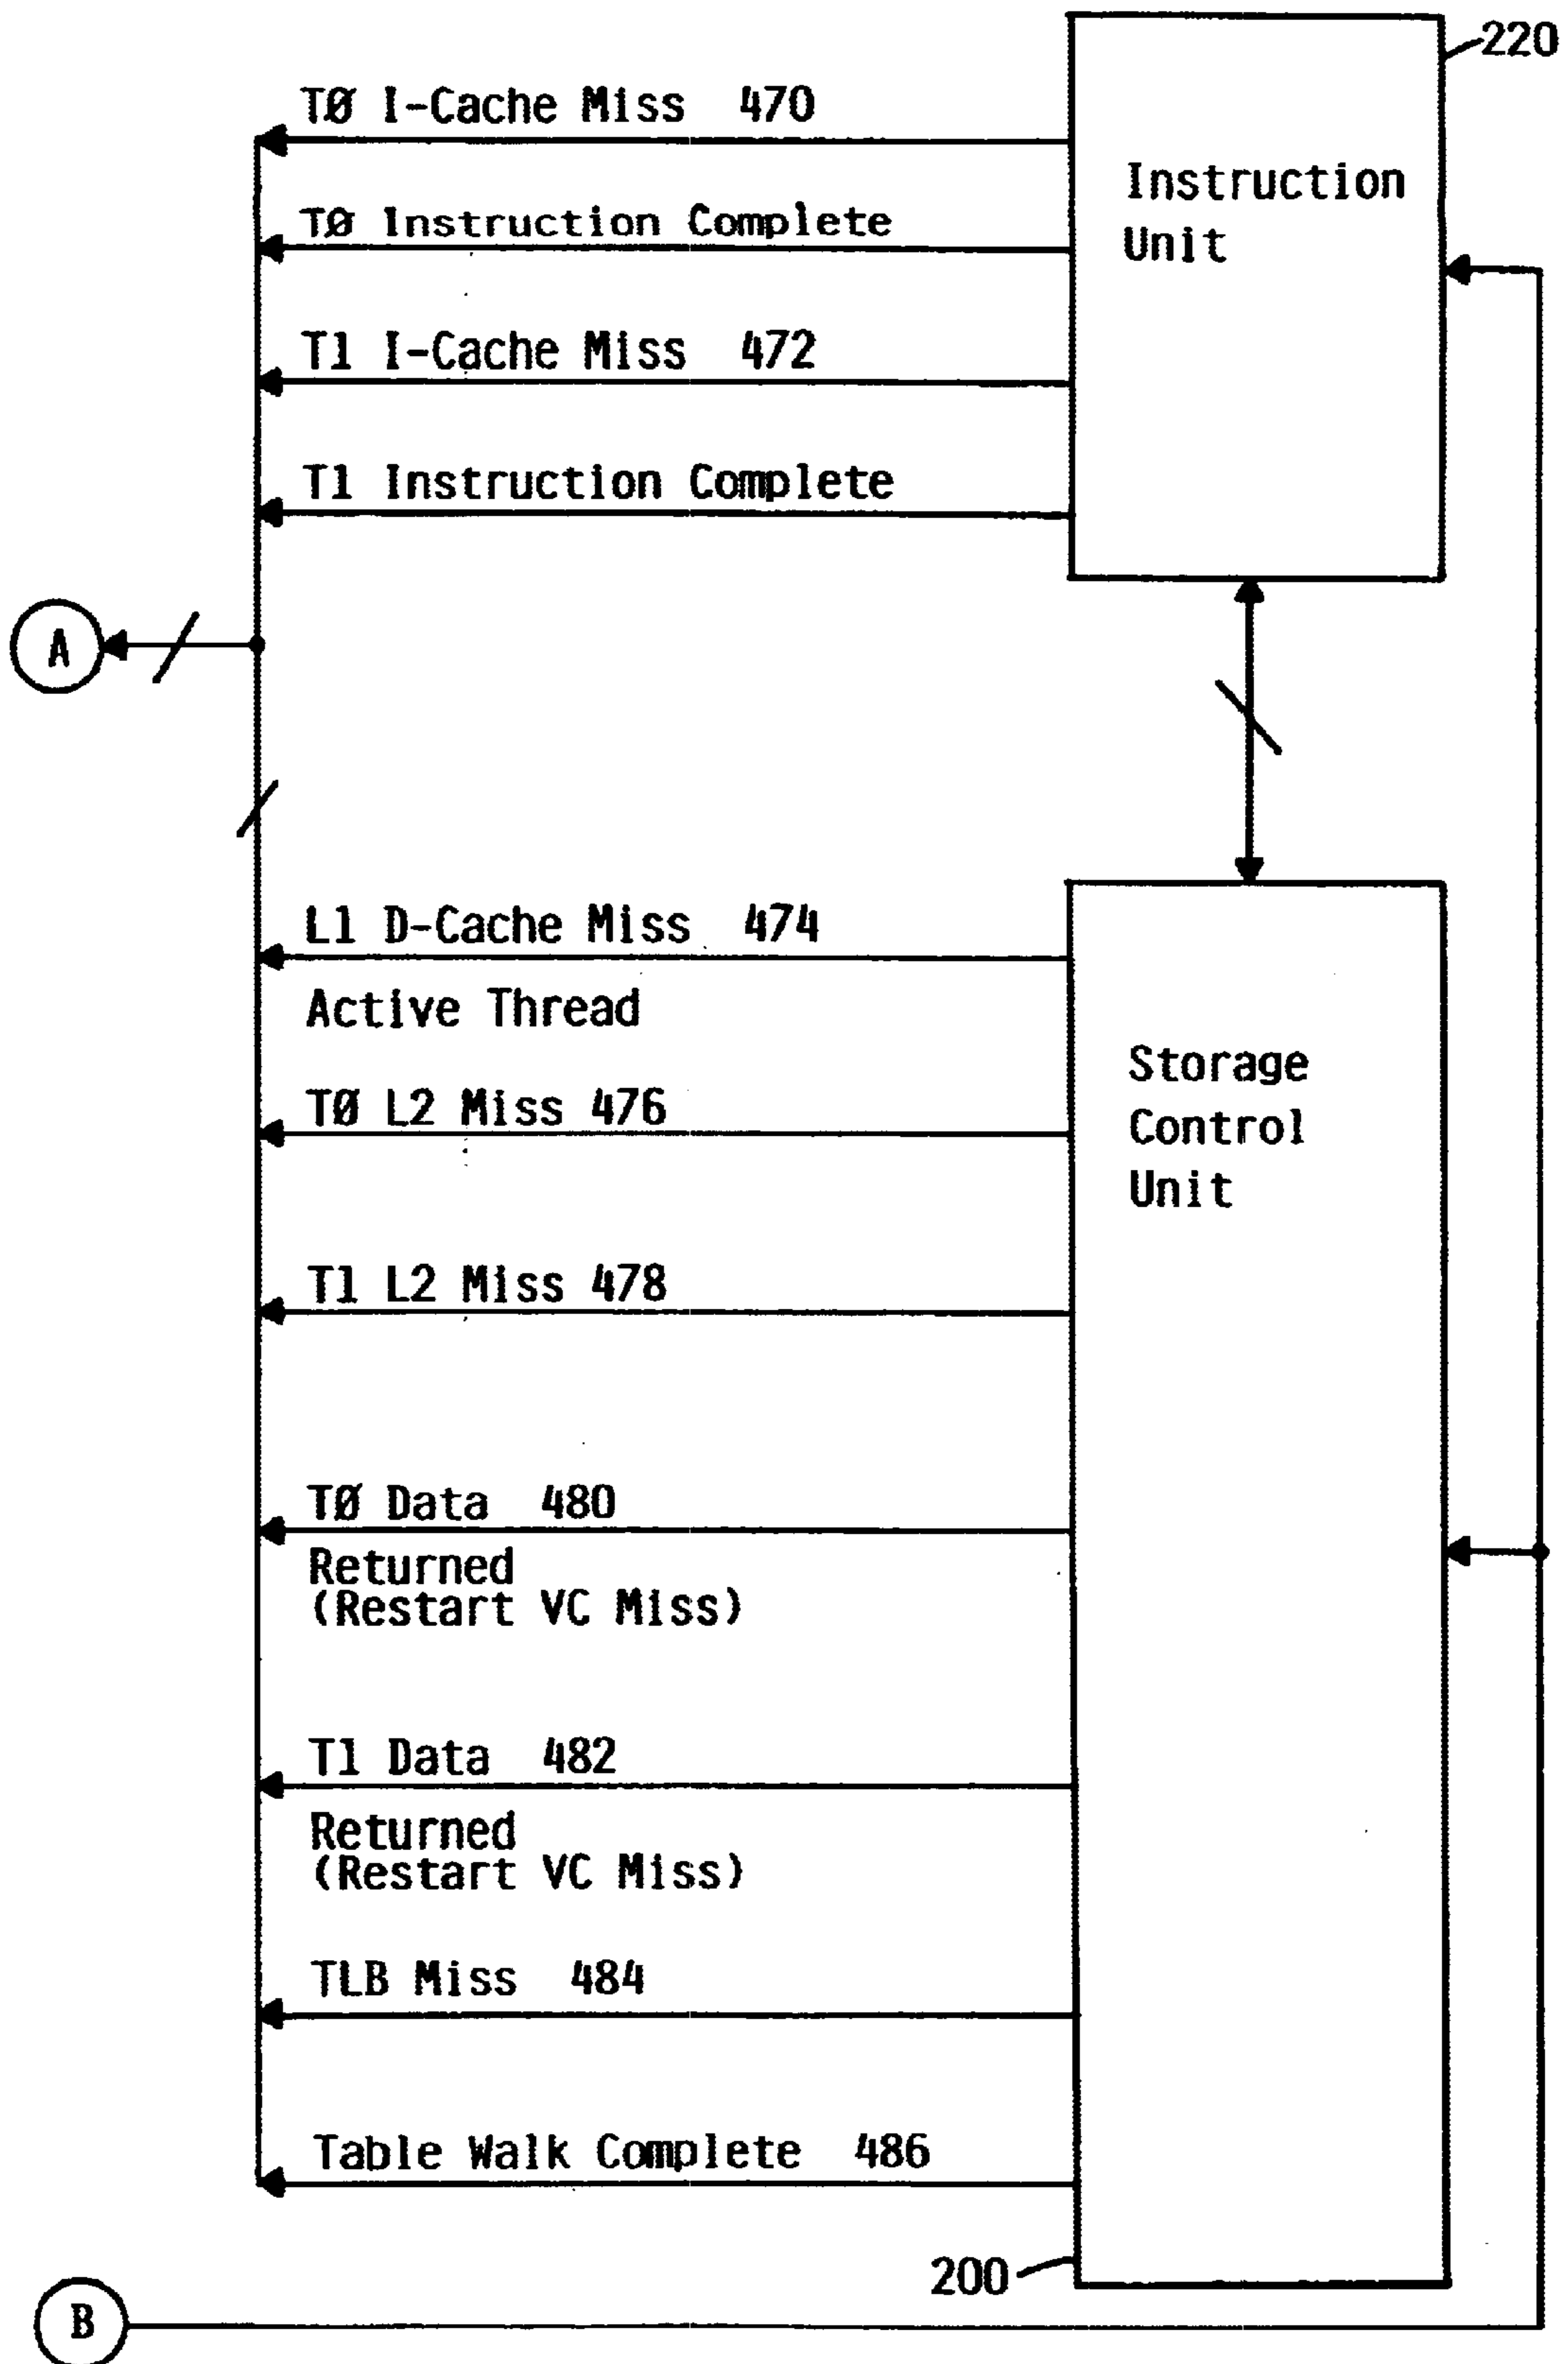 220
TØ I-Cache Miss 470
Instruction
Unit
TØ Instruction Complete
T1 I-Cache Miss 472
T1 Instruction Complete
A
L1 D-Cache Miss 474
Active Thread
Storage
Control
Unit
TØ L2 Miss 476
T1 L2 Miss 478
TØ Data 480
Returned
(Restart VC Miss)
T1 Data 482
Returned
(Restart VC Miss)
TLB Miss 484
Table Walk Complete 486
200
B